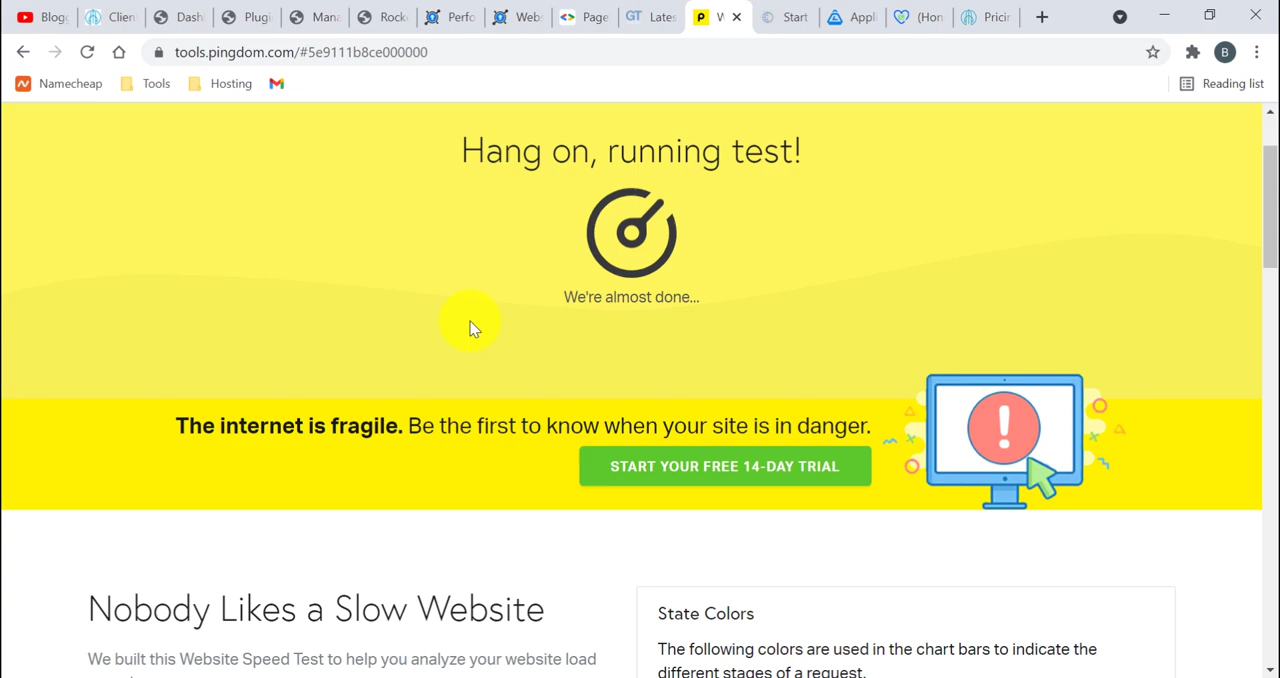 Blogg
Clien
Dash
Plugi
Mana
Rocke
Perfo
Webs
Page
GT Lates
Start
Appli
(Hon
Pricin
tools.pingdom.com/#5e9111b8ce000000
B
Namecheap
Tools
Hosting
Reading list
Hang on, running test!
We're almost done...
The internet is fragile. Be the first to know when your site is in danger.
START YOUR FREE 14-DAY TRIAL
Nobody Likes a Slow Website
We built this Website Speed Test to help you analyze your website load
State Colors
The following colors are used in the chart bars to indicate the
different stages of a request.